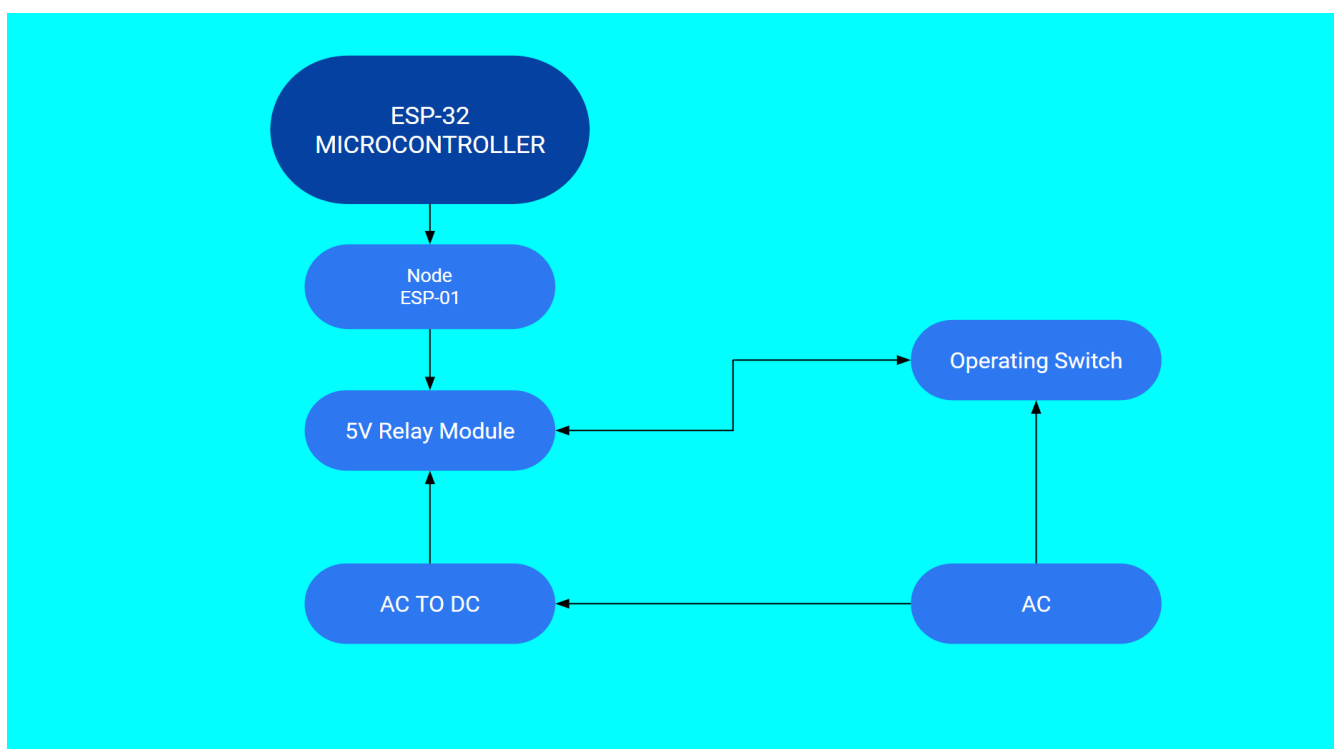 ESP-32
MICROCONTROLLER
Node
ESP-01
Operating Switch
5V Relay Module
AC TO DC
AC